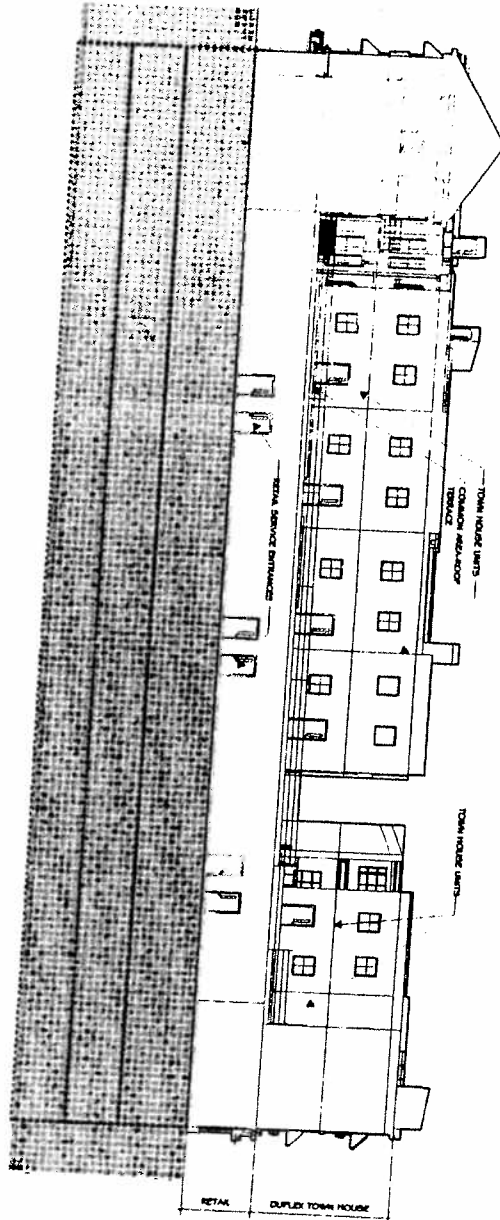 TOWN HOUSE UNITS
COMMON AREA-ROOF
TERRACE
RETAIL SERVICE ENTRANCES
TOWN HOUSE UNITS
RETAIL
DUPLEX TOWN HOUSE